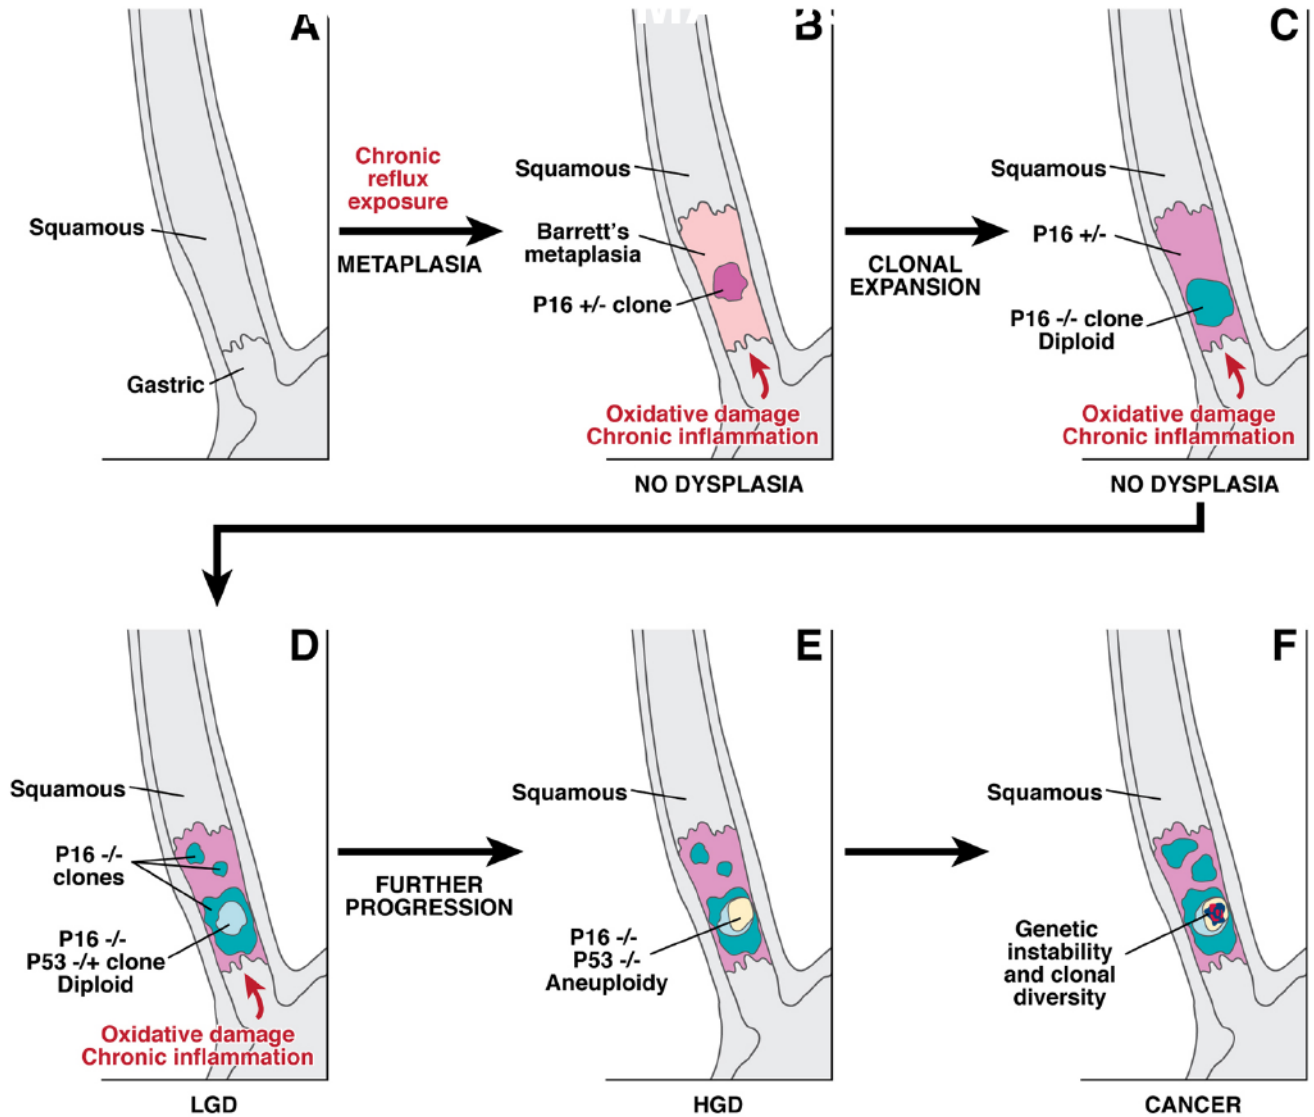 A
B
C
Chronic
reflux
exposure
METAPLASIA
Squamous
Gastric
Squamous
Barrett's
metaplasia
P16 +/- clone
Oxidative damage
Chronic inflammation
NO DYSPLASIA
CLONAL
EXPANSION
Squamous
P16 +/-
P16 -/- clone
Diploid
Oxidative damage
Chronic inflammation
NO DYSPLASIA
D
E
F
Squamous
P16 -/-
clones
P16 -/-
P53 -/+ clone
Diploid
Oxidative damage
Chronic inflammation
LGD
FURTHER
PROGRESSION
Squamous
P16 -/-
P53 -/-
Aneuploidy
HGD
Squamous
Genetic
instability
and clonal
diversity
CANCER